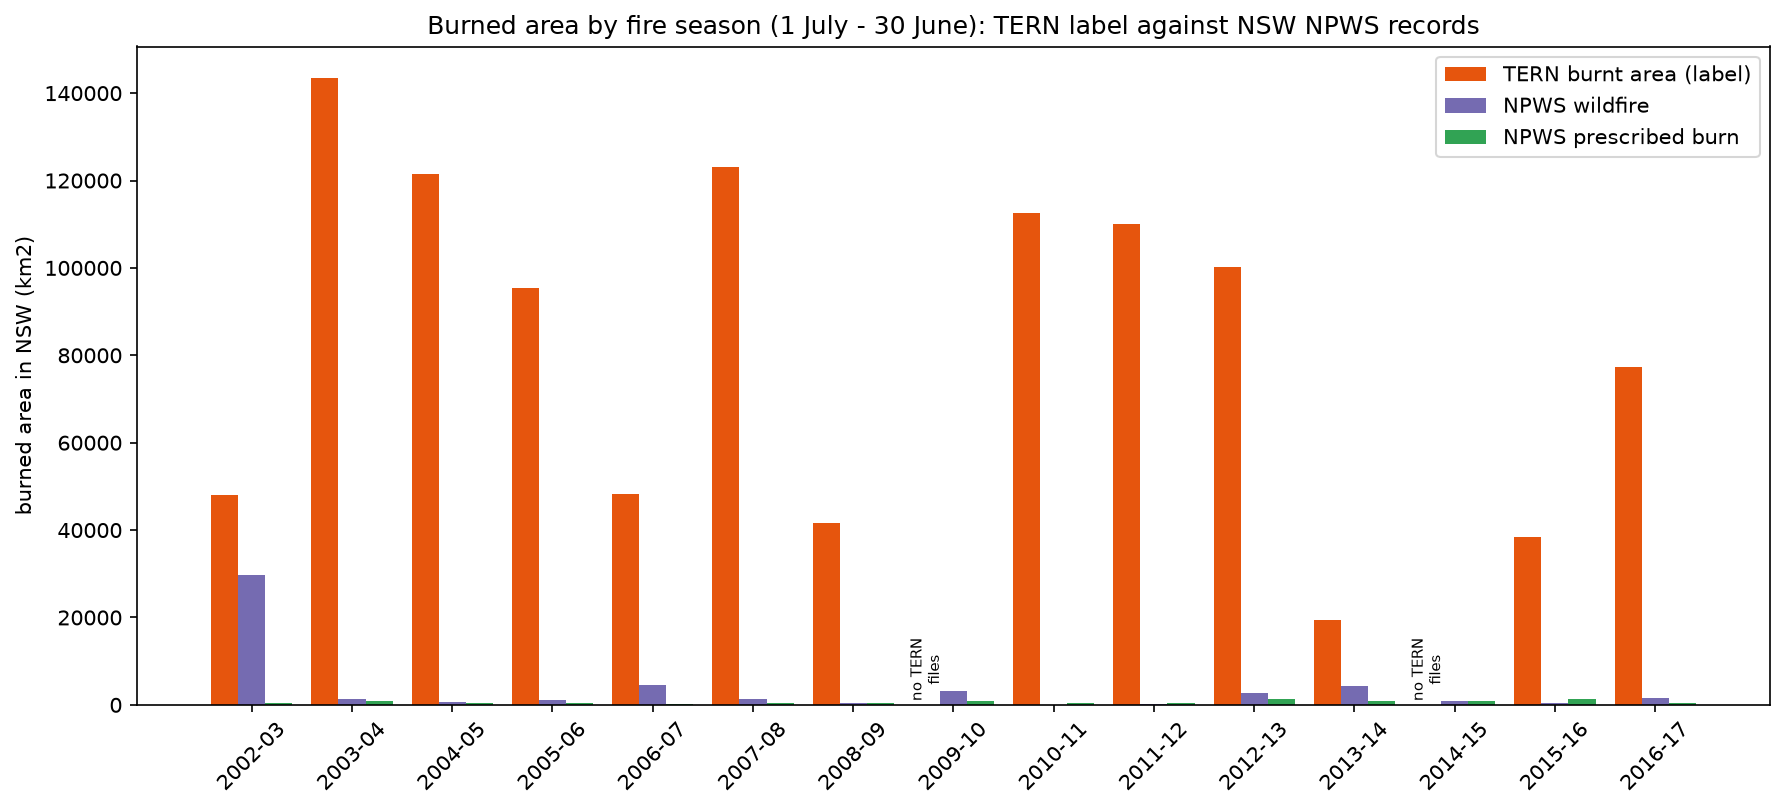 Burned area by fire season (1 July - 30 June): TERN label against NSW NPWS records
TERN burnt area (label)
NPWS wildfire
NPWS prescribed burn
burned area in NSW (km2)
140000
120000
100000
80000
60000
40000
20000
0
no TERN
files
no TERN
files
2002-03
2003-04
2004-05
2005-06
2006-07
2007-08
2008-09
2009-10
2010-11
2011-12
2012-13
2013-14
2014-15
2015-16
2016-17